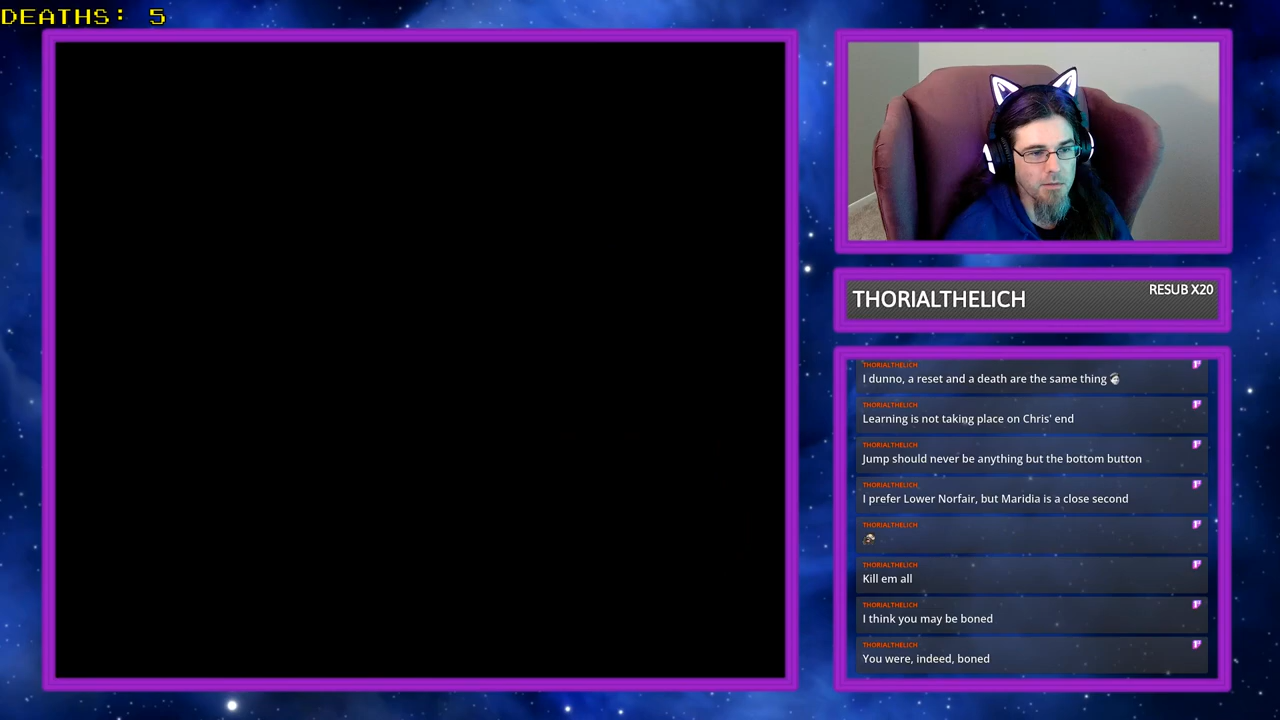 DEATHS: 5
THORIALTHELICH
RESUB X20
THORIALTHELICH
I dunno, a reset and a death are the same thing
THORIALTHELICH
Learning is not taking place on Chris' end
THORIALTHELICH
Jump should never be anything but the bottom button
THORIALTHELICH
I prefer Lower Norfair, but Maridia is a close second
THORIALTHELICH
THORIALTHELICH
Kill em all
THORIALTHELICH
I think you may be boned
THORIALTHELICH
You were, indeed, boned